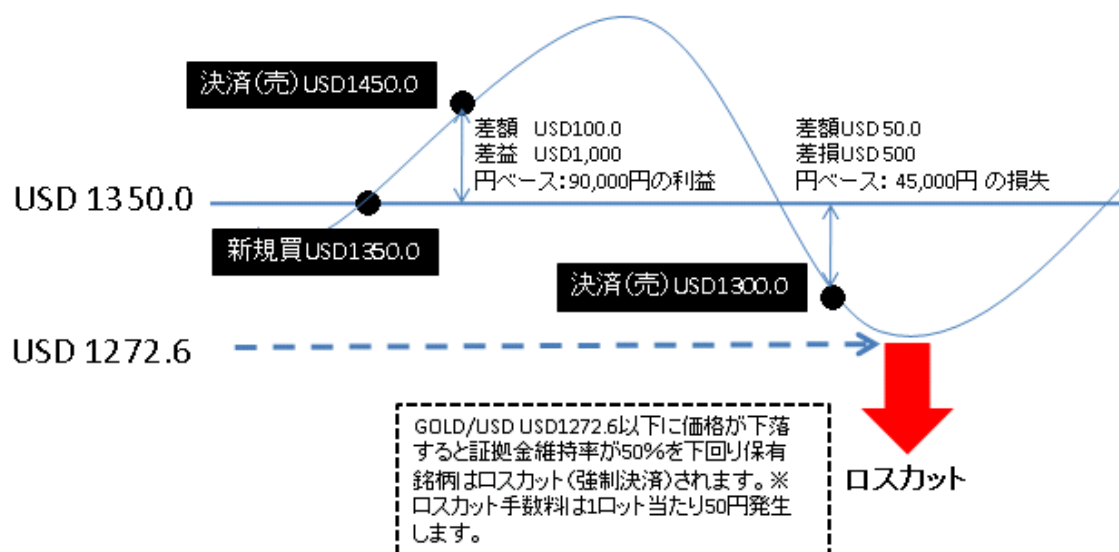 決済(売)USD1450.0
差額 USD100.0
差益 USD1,000
円ベース:90,000円の利益
差額USD50.0
差損USD500
円ベース: 45,000円 の損失
USD 1350.0
新規買USD1350.0
決済(売)USD1300.0
USD 1272.6
GOLD/USD USD1272.6以下に価格が下落
すると証拠金維持率が50%を下回り保有
銘柄はロスカット(強制決済)されます。※
ロスカット手数料は1ロット当たり50円発生
します。
ロスカット